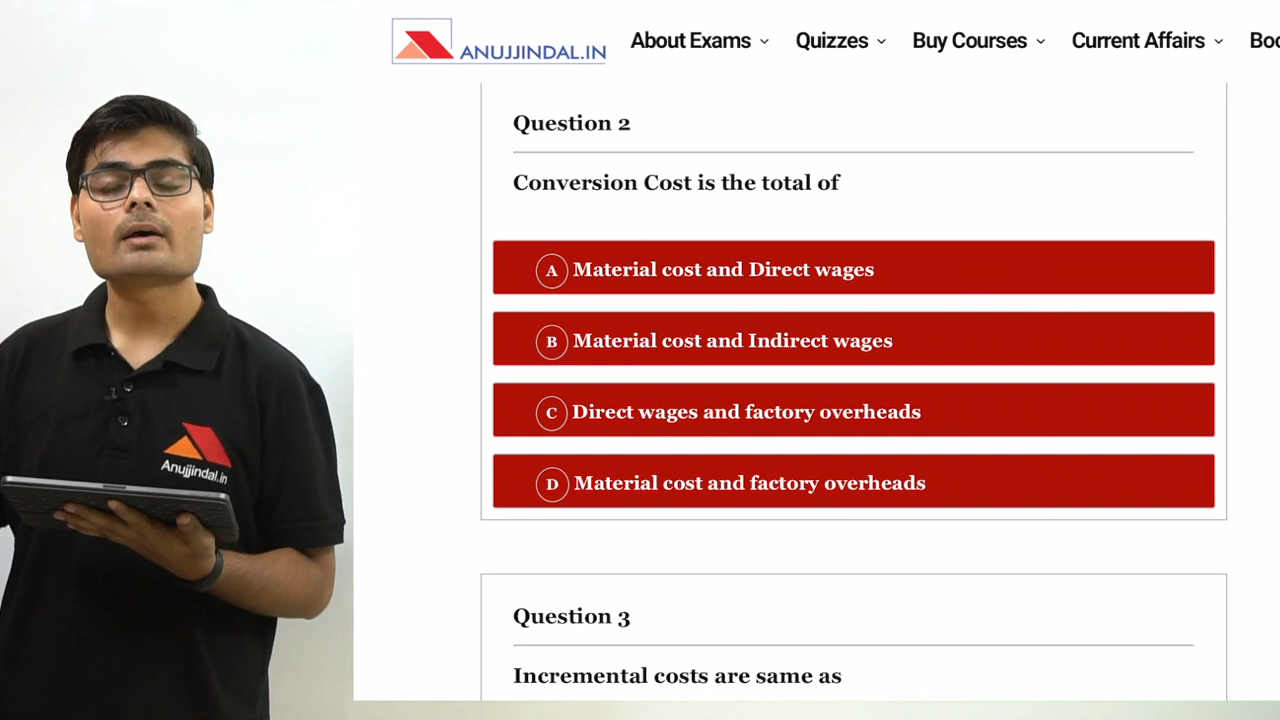 ANUJJINDAL.IN
About Exams
Quizzes
Buy Courses
Current Affairs
Question 2
Conversion Cost is the total of
A Material cost and Direct wages
B Material cost and Indirect wages
C Direct wages and factory overheads
D Material cost and factory overheads
Question 3
Incremental costs are same as
Anujjindal.in